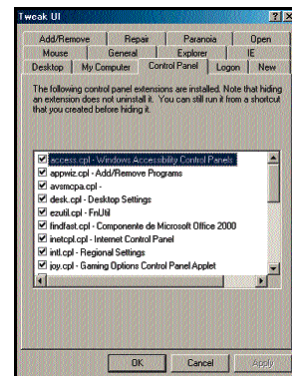 Tweak UI
Add/Remove Repair Paranoia Open
Mouse General Explorer IE
Desktop My Computer Control Panel Logon New
The following control panel extensions are installed. Note that hiding
an extension does not uninstall it. You can still run it from a shortcut
that you created before hiding it.
access.cpl - Windows Accessibility Control Panels
appwiz.cpl - Add/Remove Programs
avsmcpa.cpl -
desk.cpl - Desktop Settings
ezutil.cpl - FnUtil
findfast.cpl - Componente de Microsoft Office 2000
inetcpl.cpl - Internet Control Panel
intl.cpl - Regional Settings
joy.cpl - Gaming Options Control Panel Applet
OK Cancel Apply